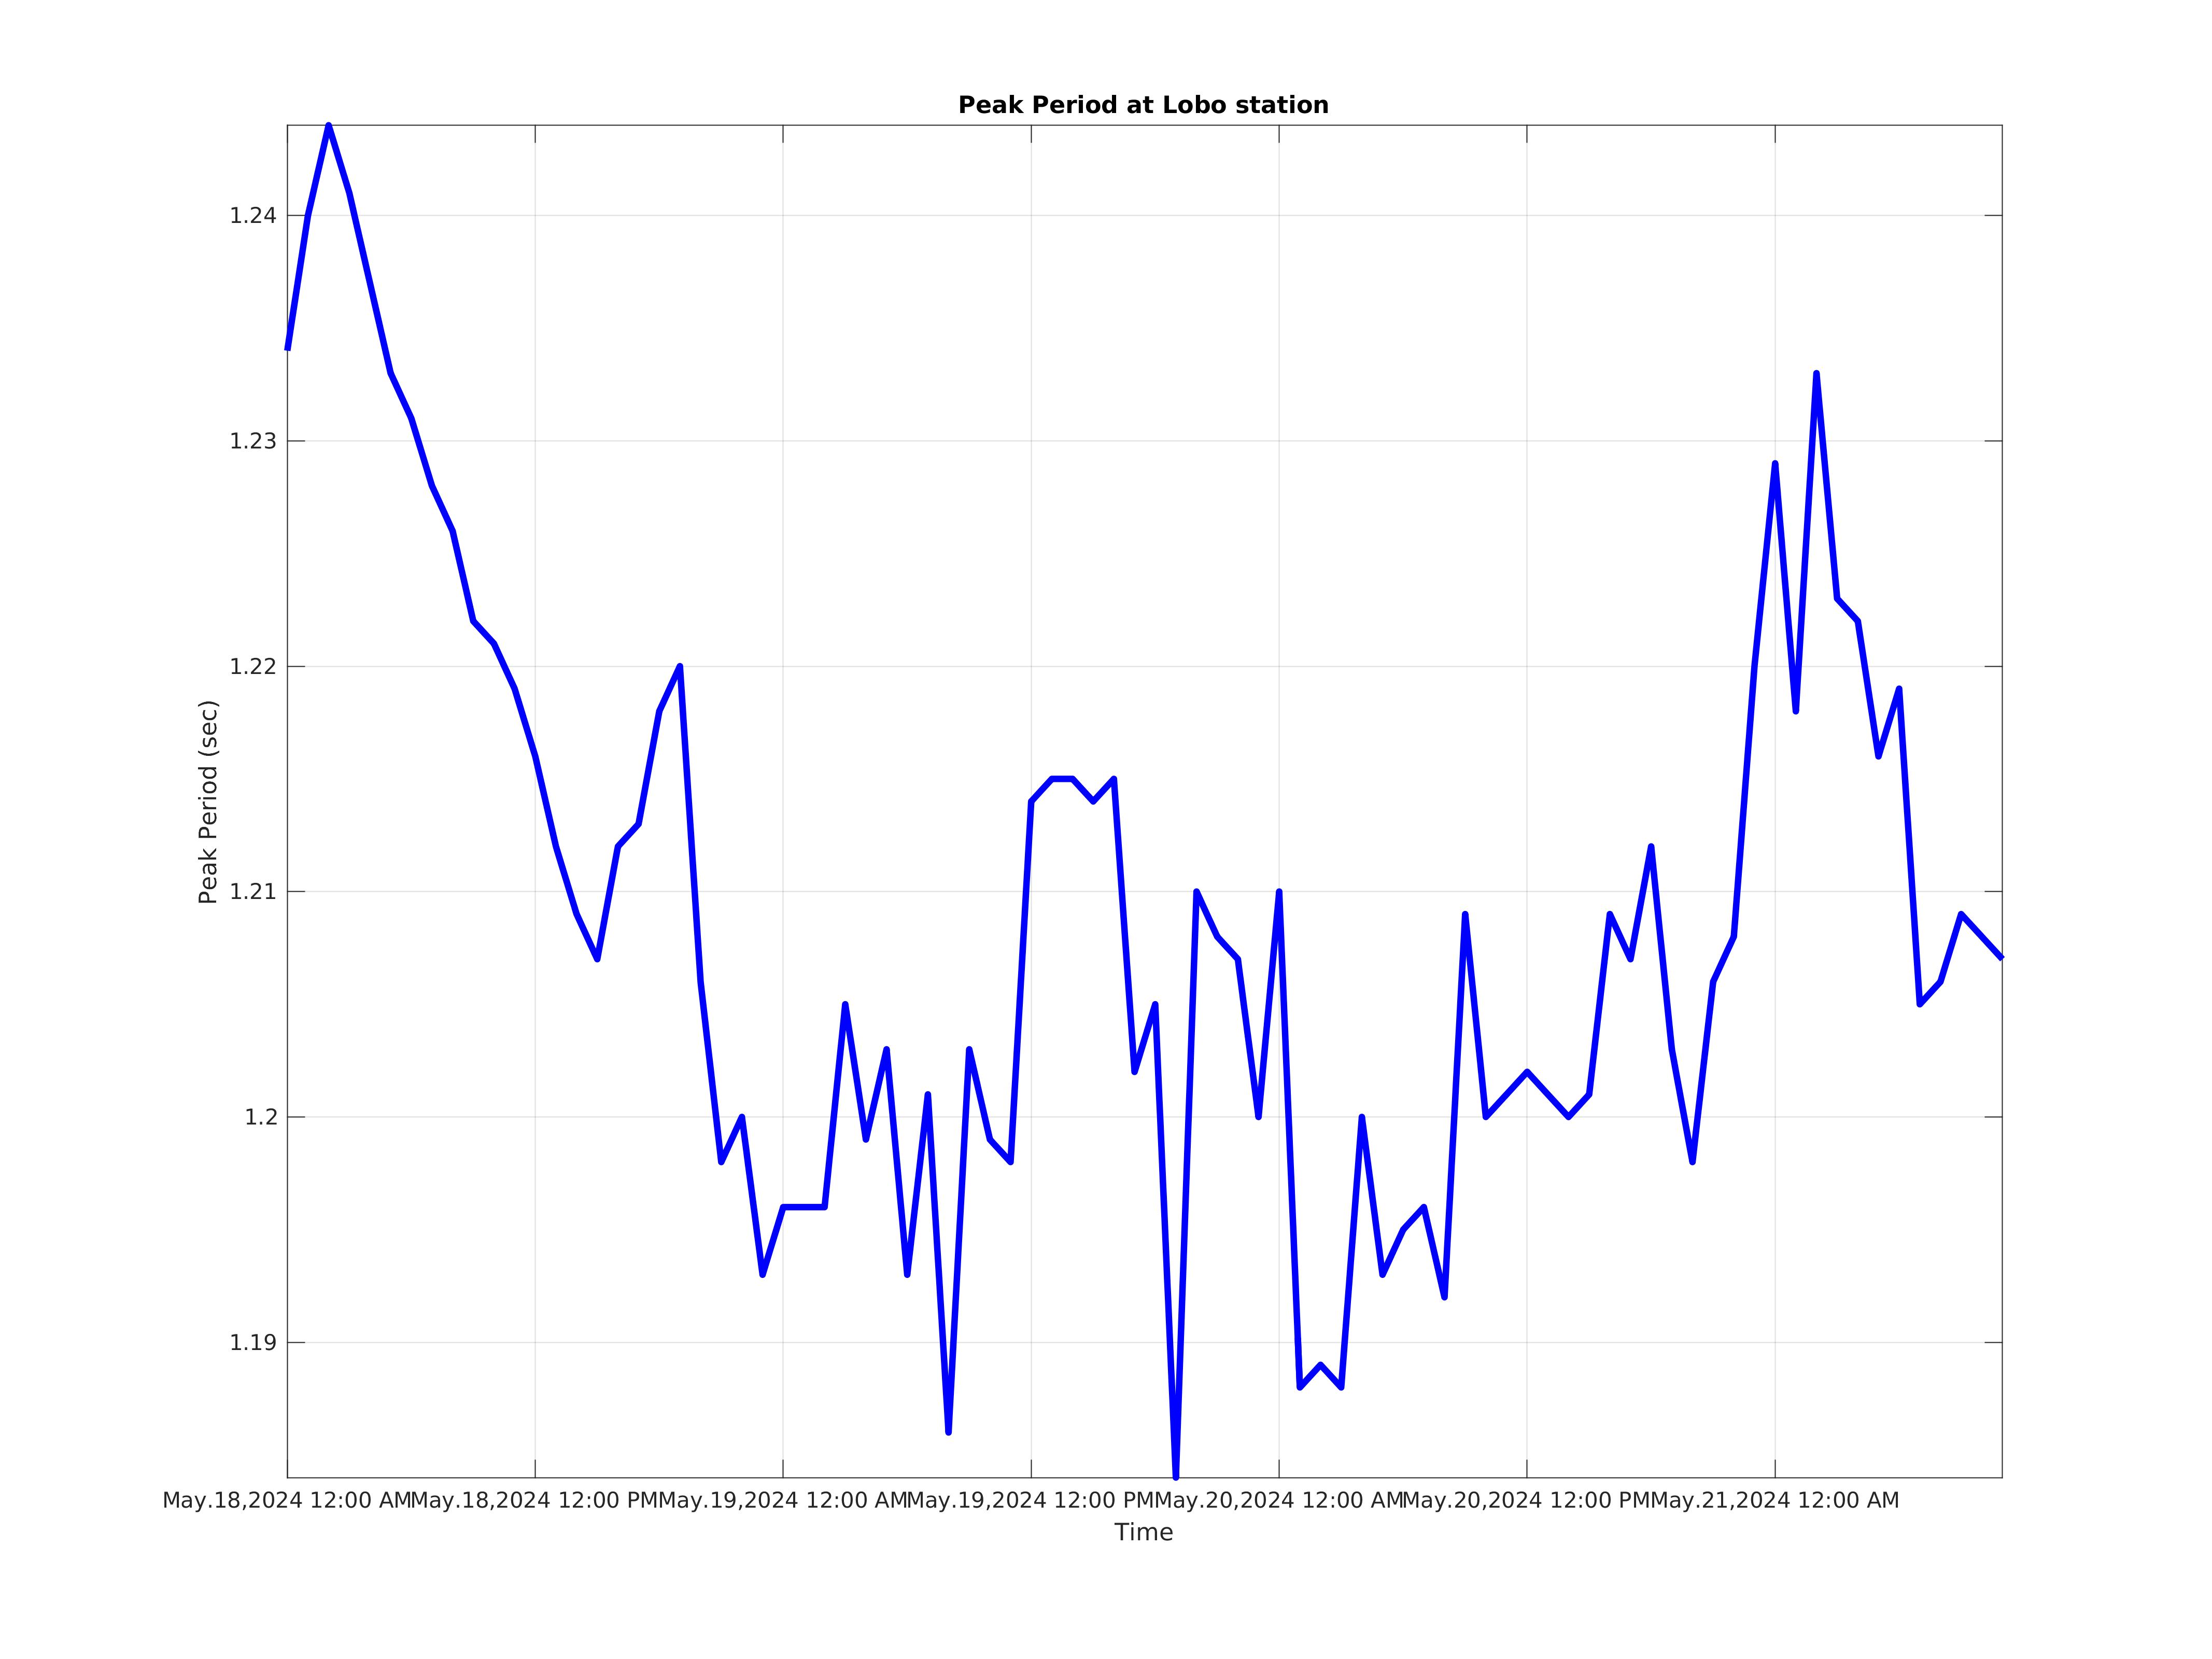 Peak Period at Lobo station
Peak Period (sec)
1.24
1.23
1.22
1.21
1.2
1.19
May.18,2024 12:00 AM May.18,2024 12:00 PM May.19,2024 12:00 AM May.19,2024 12:00 PM May.20,2024 12:00 AM May.20,2024 12:00 PM May.21,2024 12:00 AM
Time